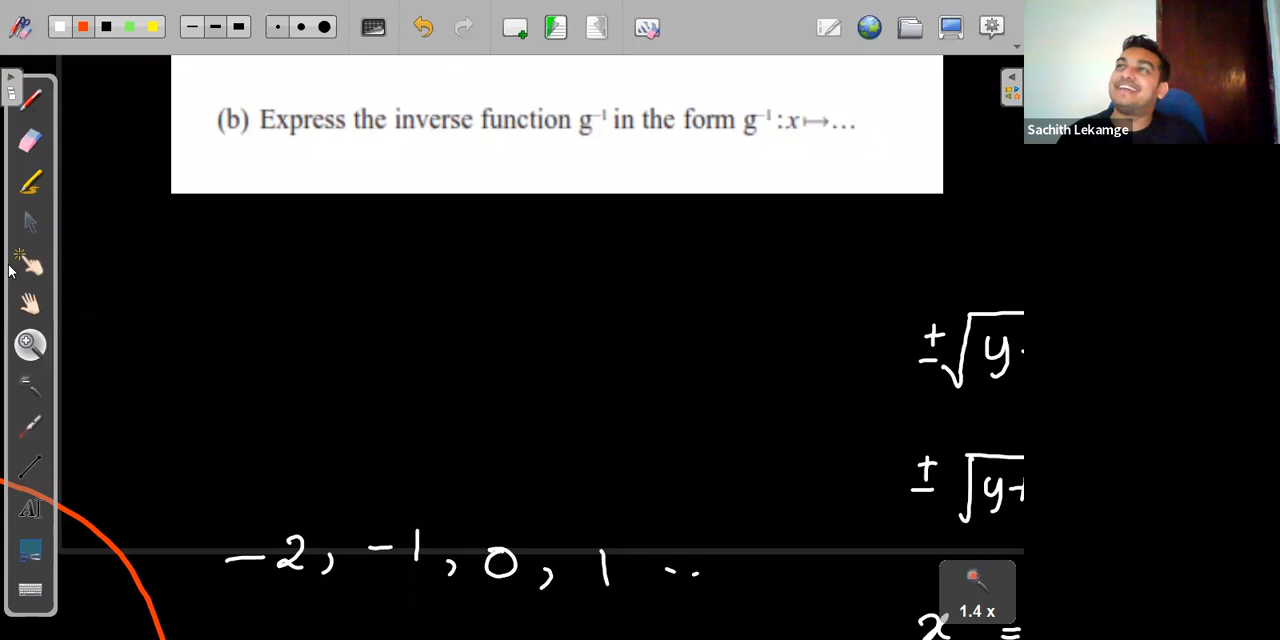 (b) Express the inverse function g⁻¹ in the form g⁻¹ : x ↦ ...
Sachith Lekamge
± √y
± √y+
-2, -1, 0, 1 ..
1.4 x
x =